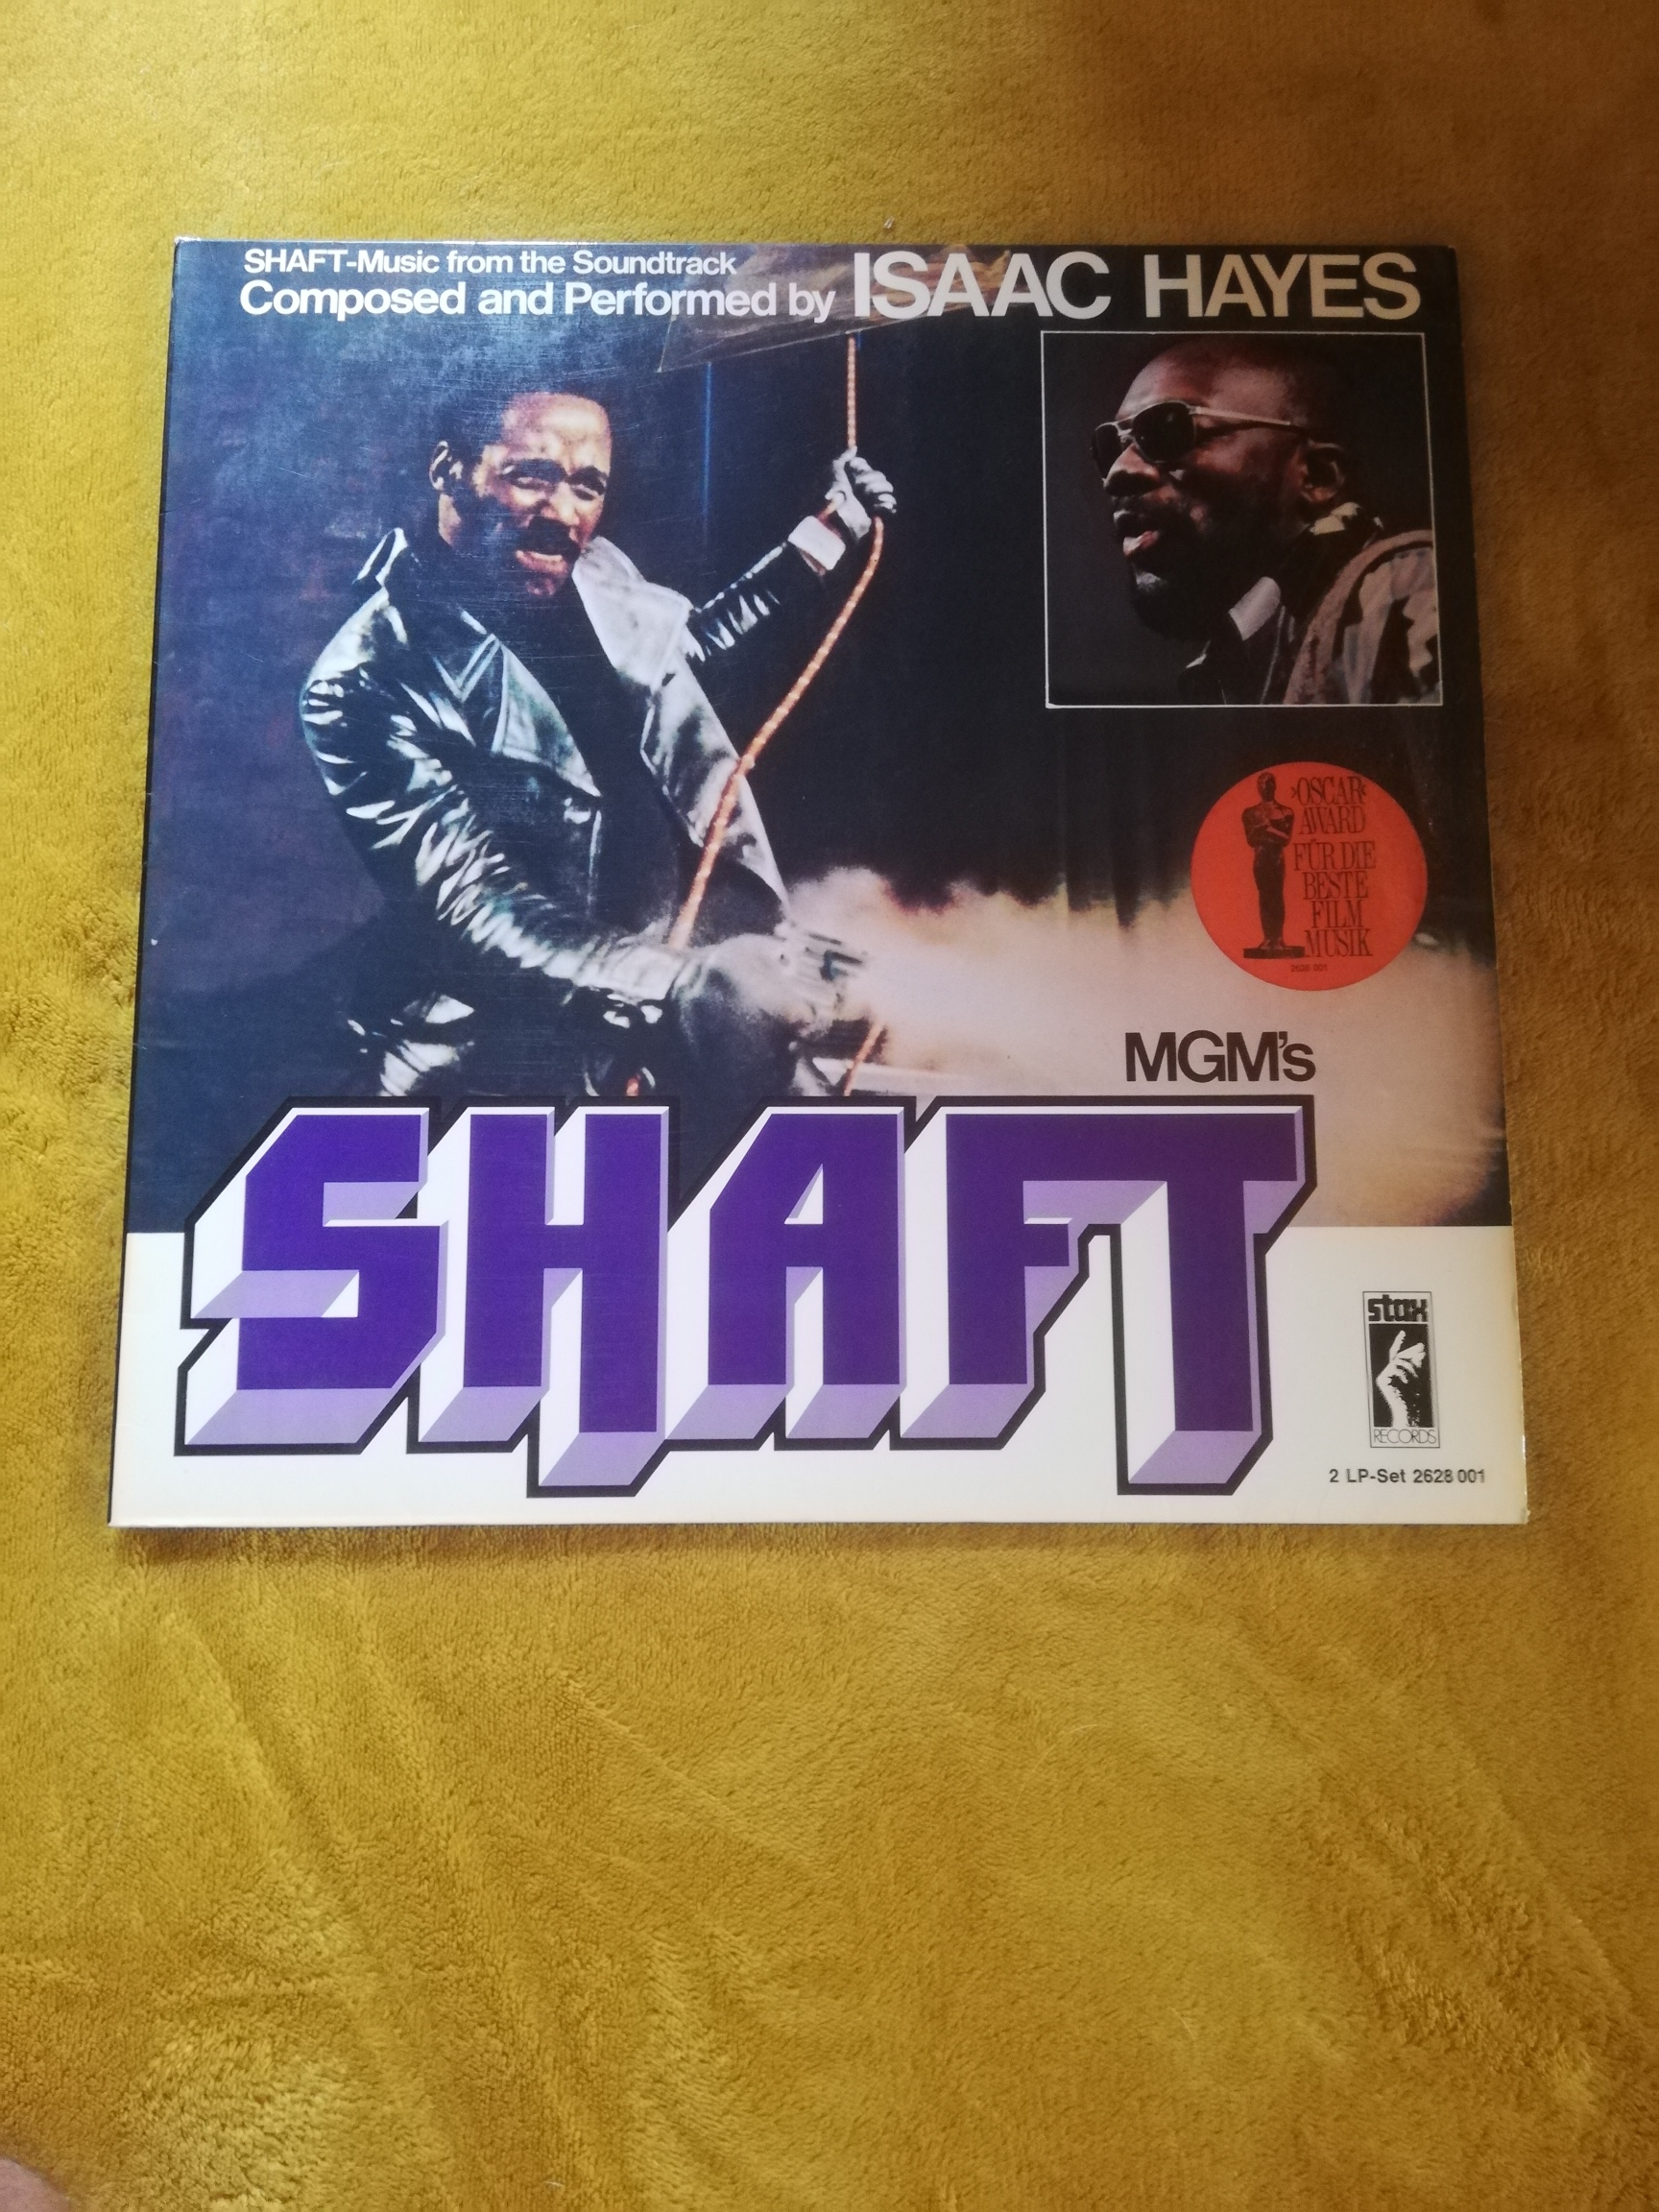 SHAFT-Music from the Soundtrack
Composed and Performed by ISAAC HAYES
›OSCAR‹
AWARD
FÜR DIE
BESTE
FILM
MUSIK
2628 001
MGM's
SHAFT
stax
RECORDS
2 LP-Set 2628 001